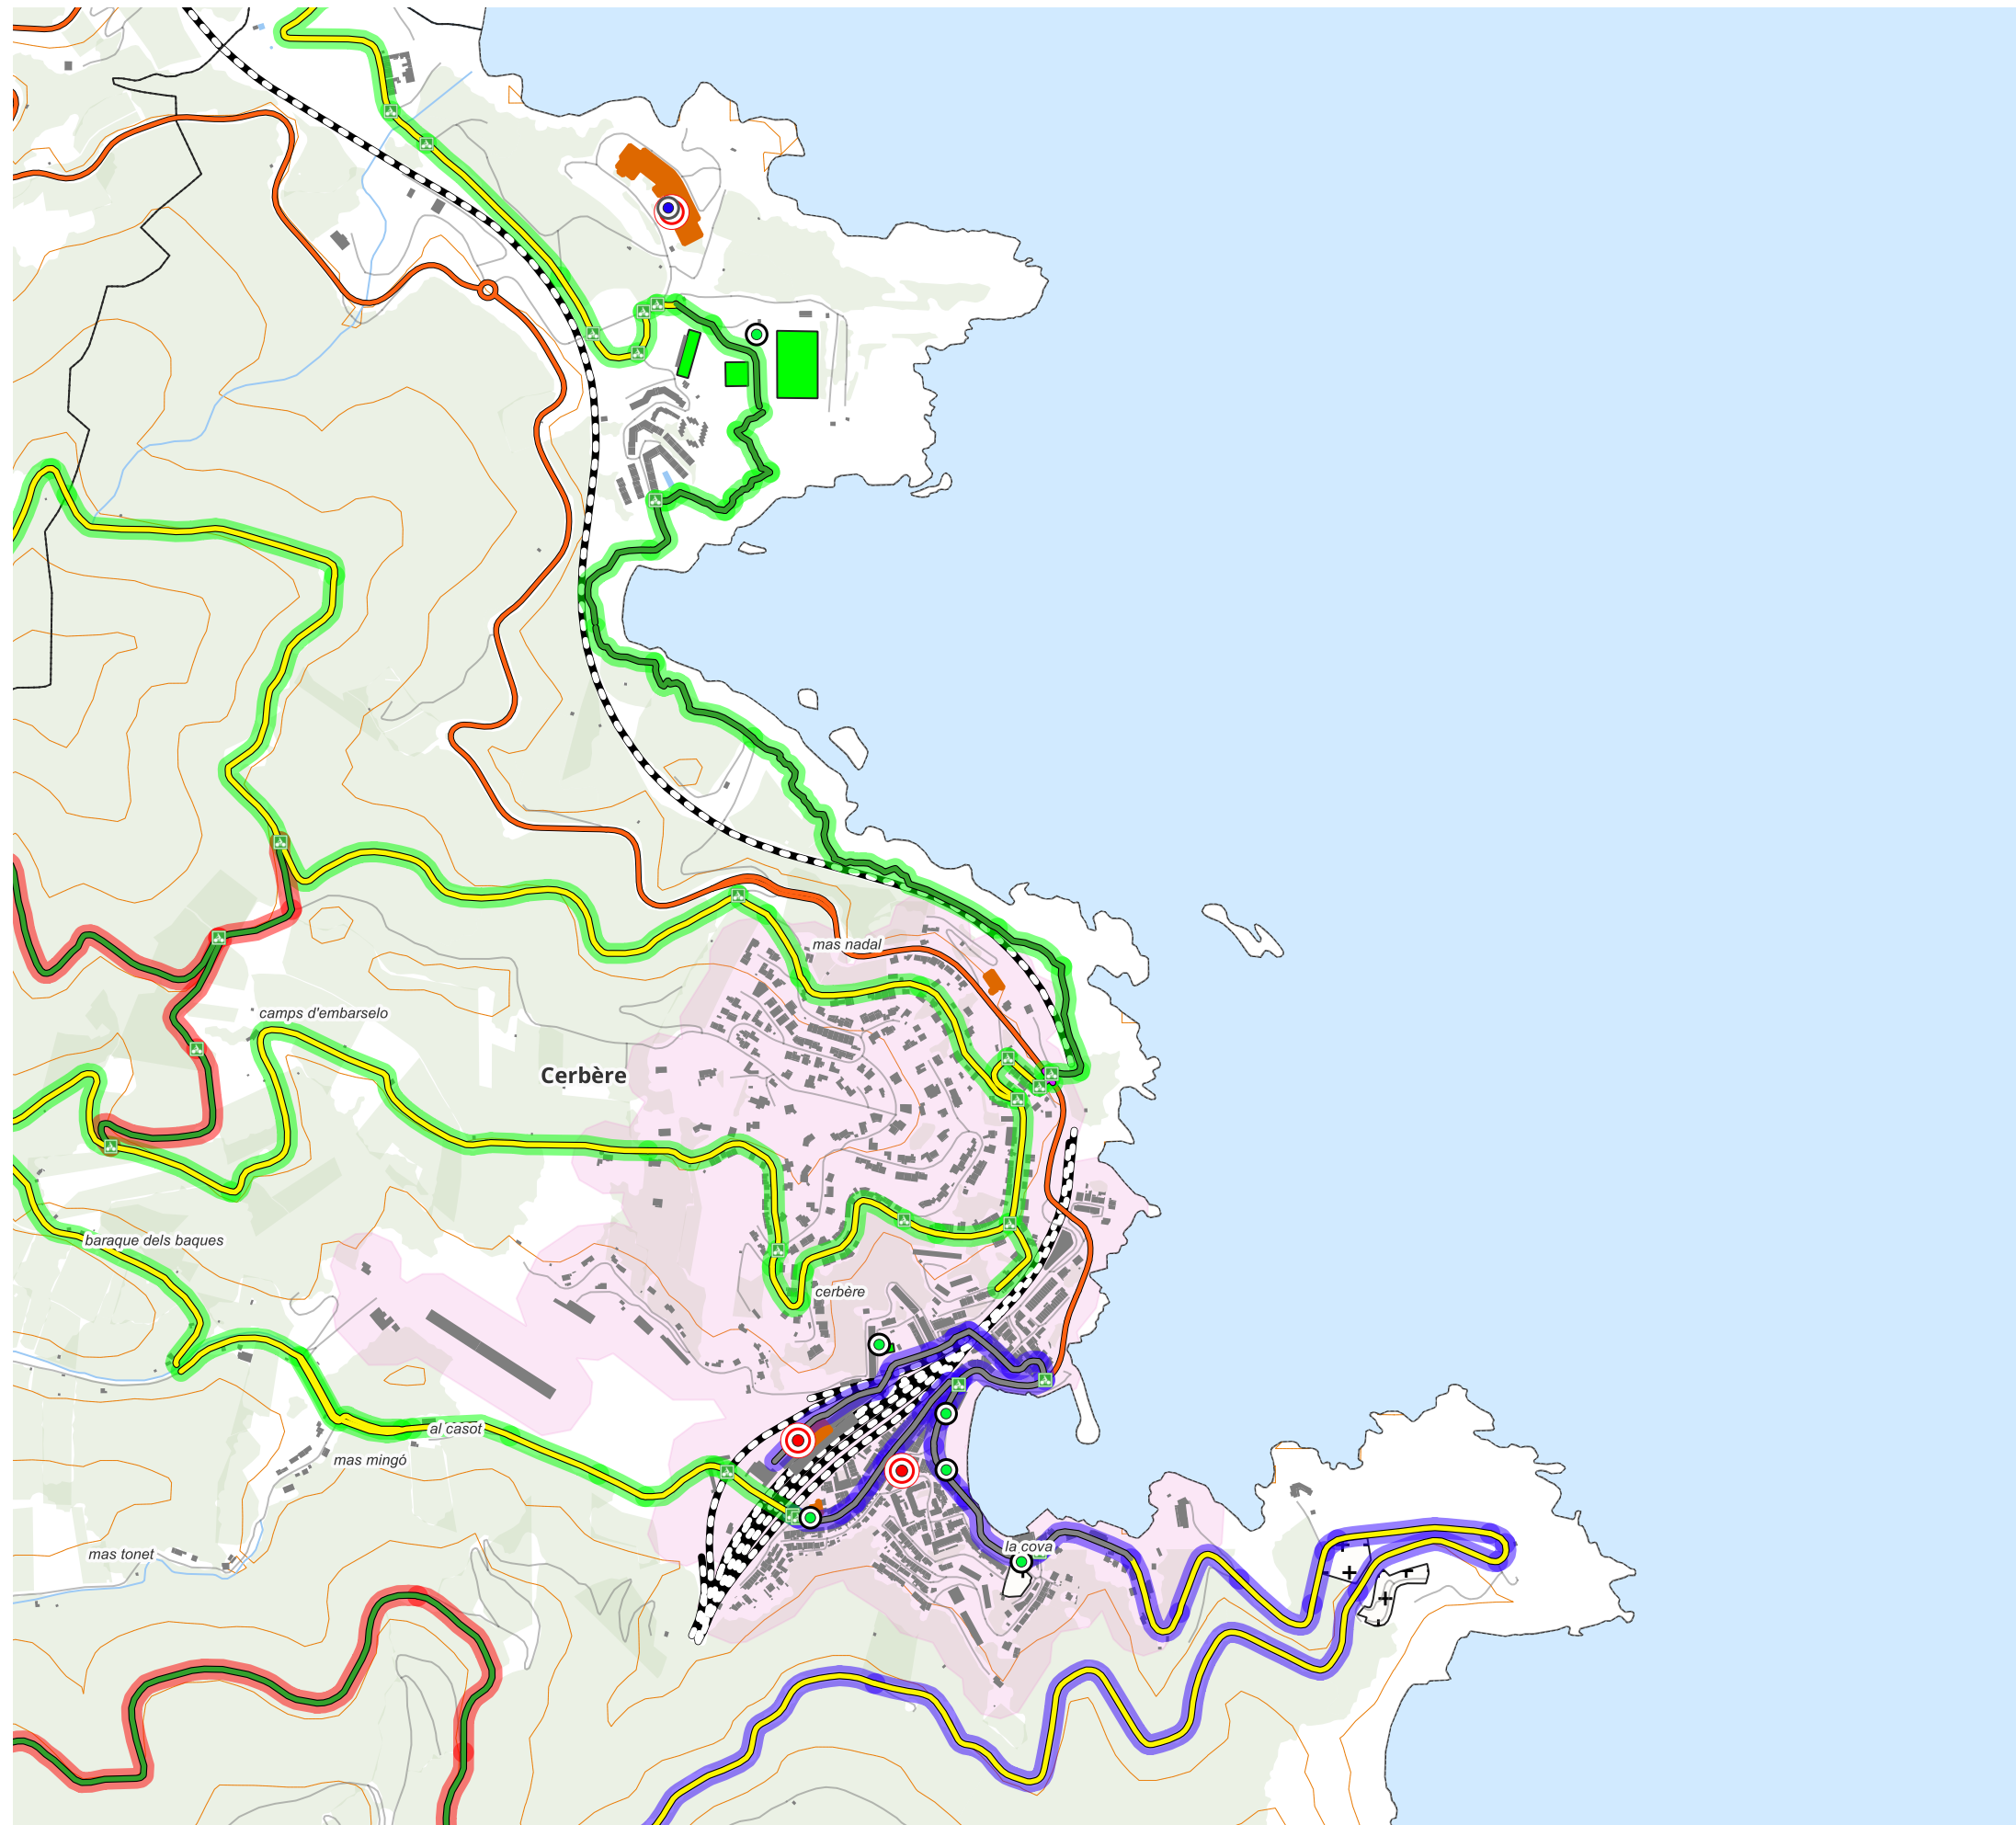 mas nadal
camps d'embarselo
Cerbère
baraque dels baques
cerbère
al casot
mas mingó
la cova
mas tonet